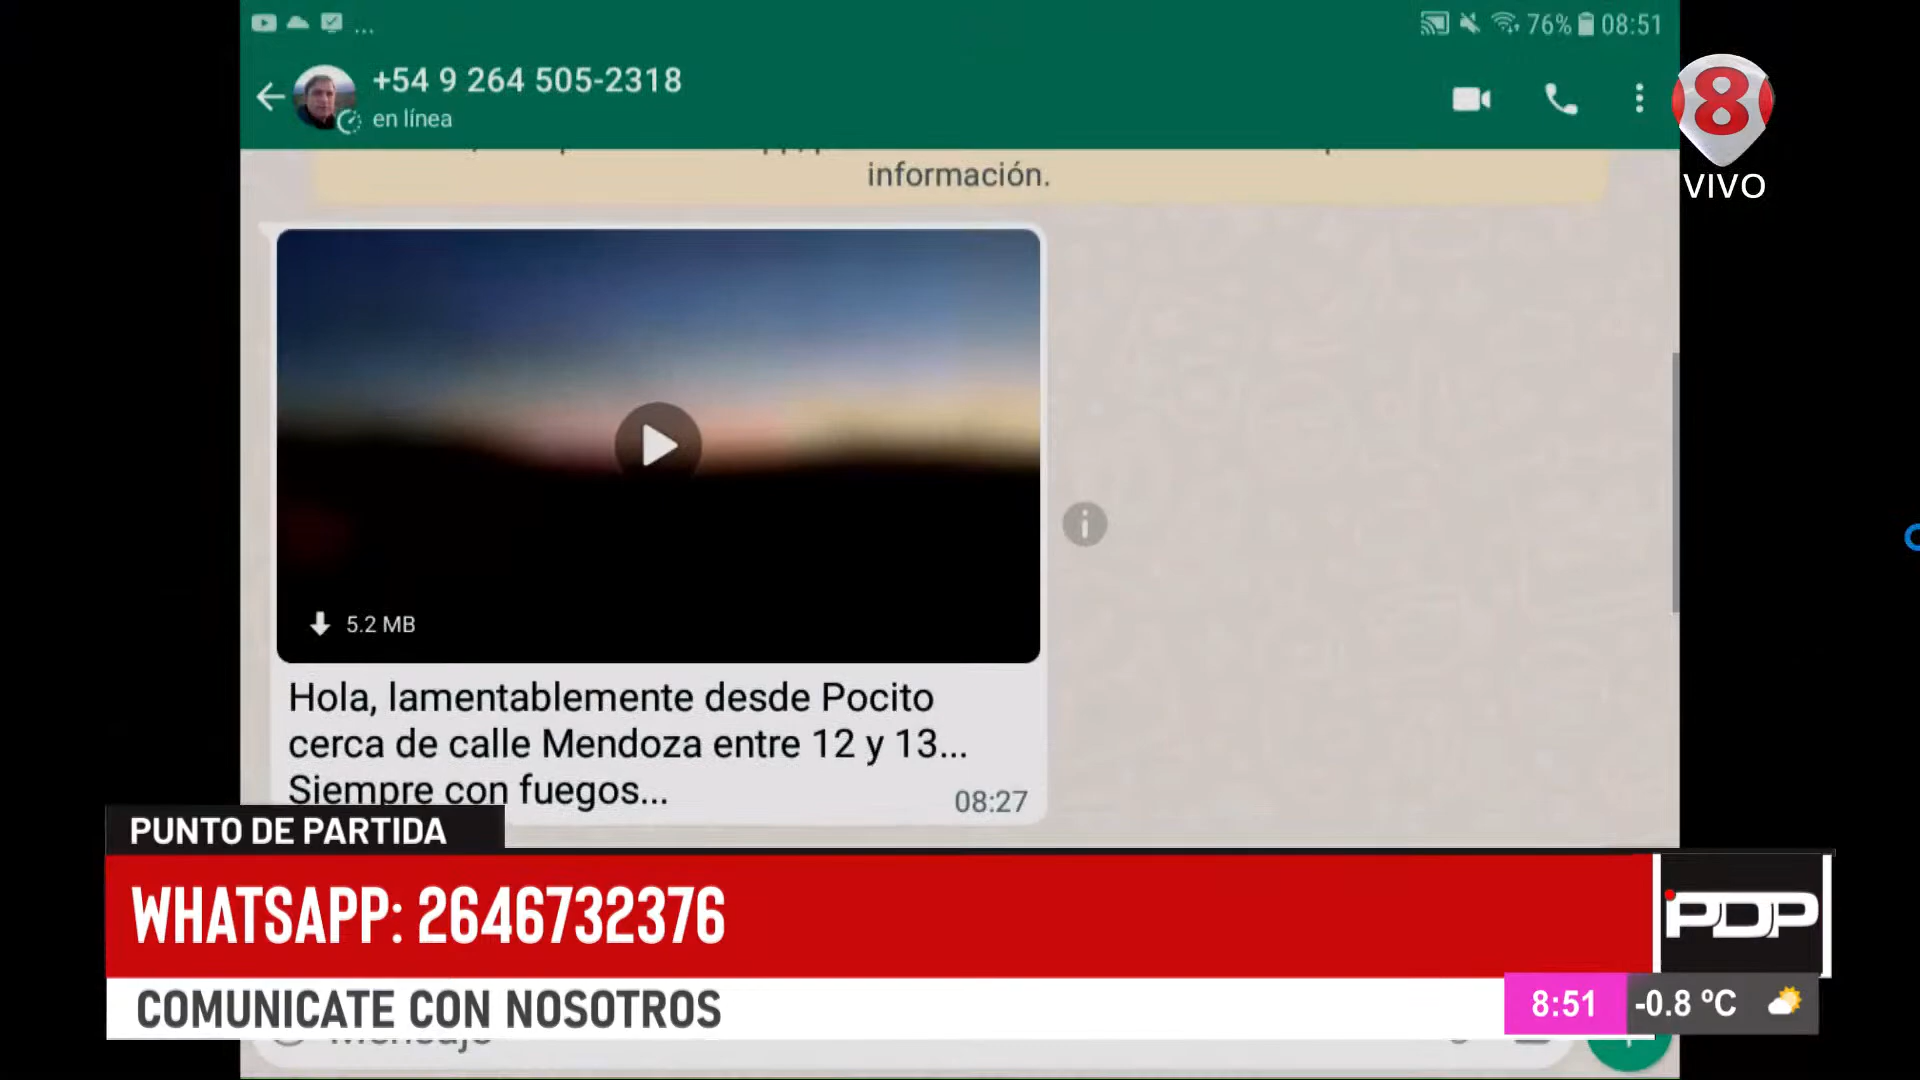 ...
76%
08:51
+54 9 264 505-2318
en línea
8
VIVO
información.
5.2 MB
Hola, lamentablemente desde Pocito
cerca de calle Mendoza entre 12 y 13...
Siempre con fuegos...
08:27
PUNTO DE PARTIDA
WHATSAPP: 2646732376
PDP
COMUNICATE CON NOSOTROS
8:51
-0.8 ºC
Mensaje